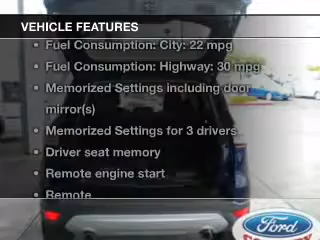 VEHICLE FEATURES
Fuel Consumption: City: 22 mpg
Fuel Consumption: Highway: 30 mpg
Memorized Settings including door
mirror(s)
Memorized Settings for 3 drivers
Driver seat memory
Remote engine start
Remote
Ford